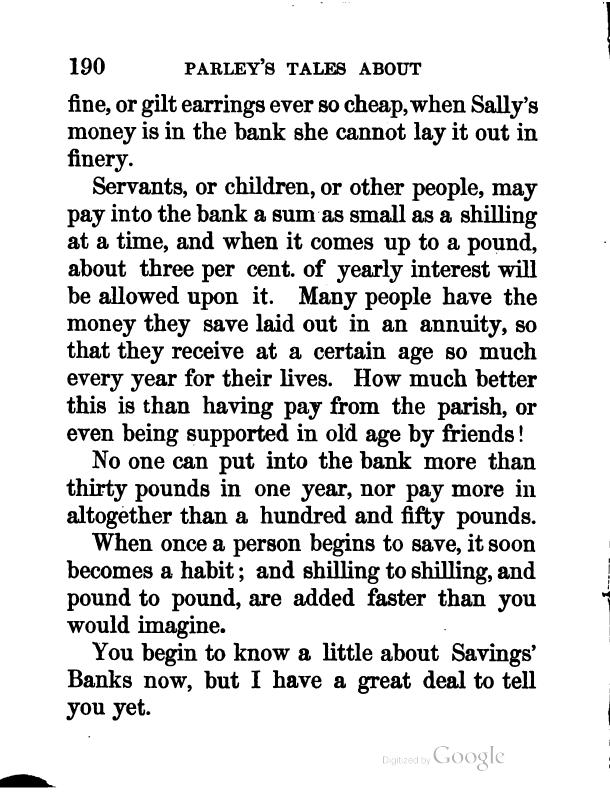 190 PARLEY'S TALES ABOUT
fine, or gilt earrings ever so cheap, when Sally's
money is in the bank she cannot lay it out in
finery.
Servants, or children, or other people, may
pay into the bank a sum as small as a shilling
at a time, and when it comes up to a pound,
about three per cent. of yearly interest will
be allowed upon it. Many people have the
money they save laid out in an annuity, so
that they receive at a certain age so much
every year for their lives. How much better
this is than having pay from the parish, or
even being supported in old age by friends!
No one can put into the bank more than
thirty pounds in one year, nor pay more in
altogether than a hundred and fifty pounds.
When once a person begins to save, it soon
becomes a habit; and shilling to shilling, and
pound to pound, are added faster than you
would imagine.
You begin to know a little about Savings'
Banks now, but I have a great deal to tell
you yet.
Digitized by Google